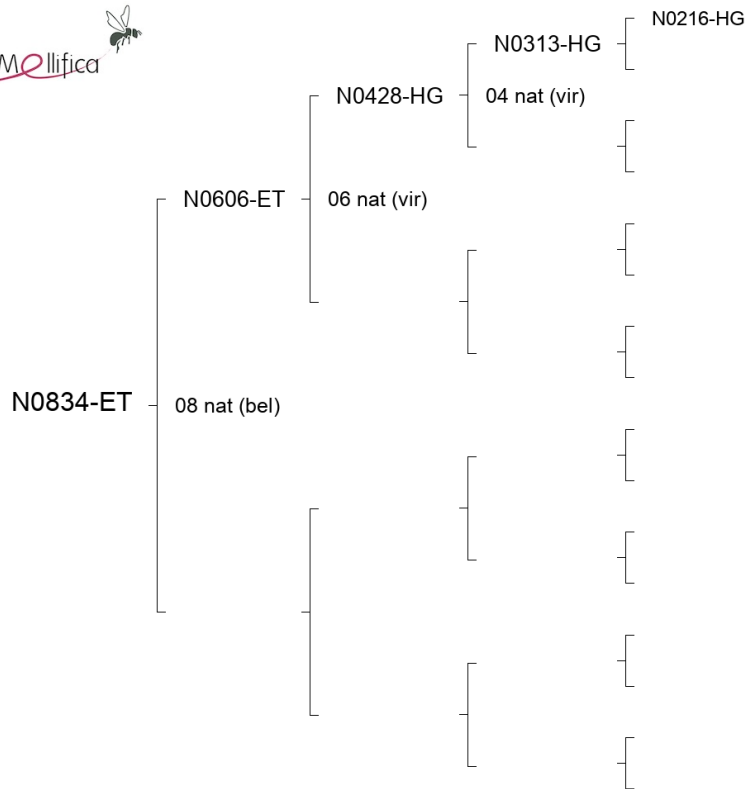 Mellifica
N0216-HG
N0313-HG
N0428-HG
04 nat (vir)
N0606-ET
06 nat (vir)
N0834-ET
08 nat (bel)